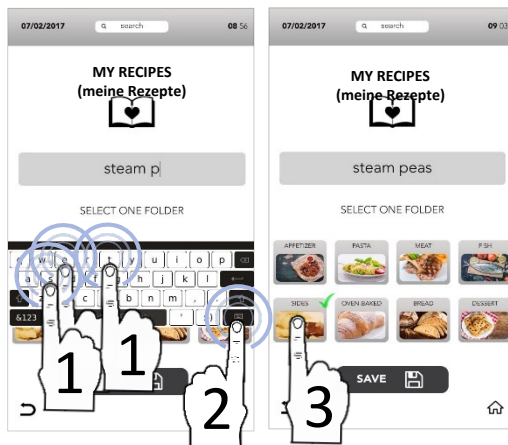 07/02/2017 search 08 56
MY RECIPES
(meine Rezepte)
steam p
SELECT ONE FOLDER
w e t y u i o p
a s h j k l
z c b n m
&123 ' )
1 1 2
07/02/2017 search 09 03
MY RECIPES
(meine Rezepte)
steam peas
SELECT ONE FOLDER
APPETIZER PASTA MEAT FISH
SIDES OVEN BAKED BREAD DESSERT
SAVE
3